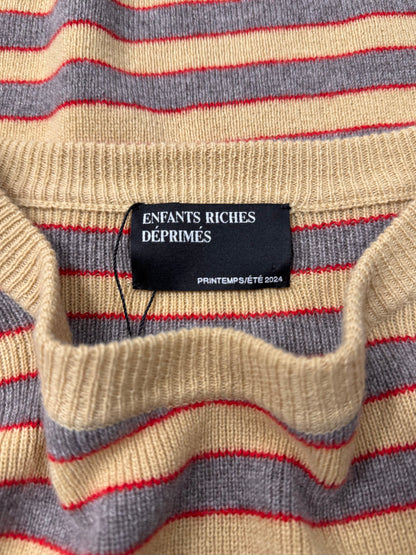 ENFANTS RICHES
DÉPRIMÉS
PRINTEMPS/ÉTÉ 2024